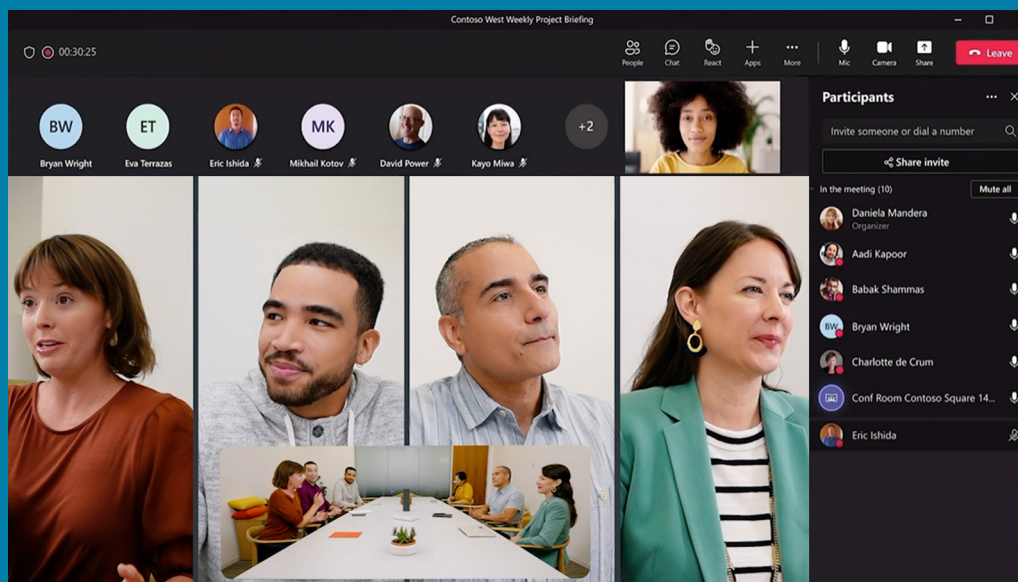 Contoso West Weekly Project Briefing
00:30:25
People
Chat
React
Apps
More
Mic
Camera
Share
Leave
BW
ET
MK
+2
Bryan Wright
Eva Terrazas
Eric Ishida
Mikhail Kotov
David Power
Kayo Miwa
Participants
Invite someone or dial a number
Share invite
In the meeting (10)
Mute all
Daniela Mandera
Organizer
Aadi Kapoor
Babak Shammas
BW
Bryan Wright
Charlotte de Crum
Conf Room Contoso Square 14...
Eric Ishida